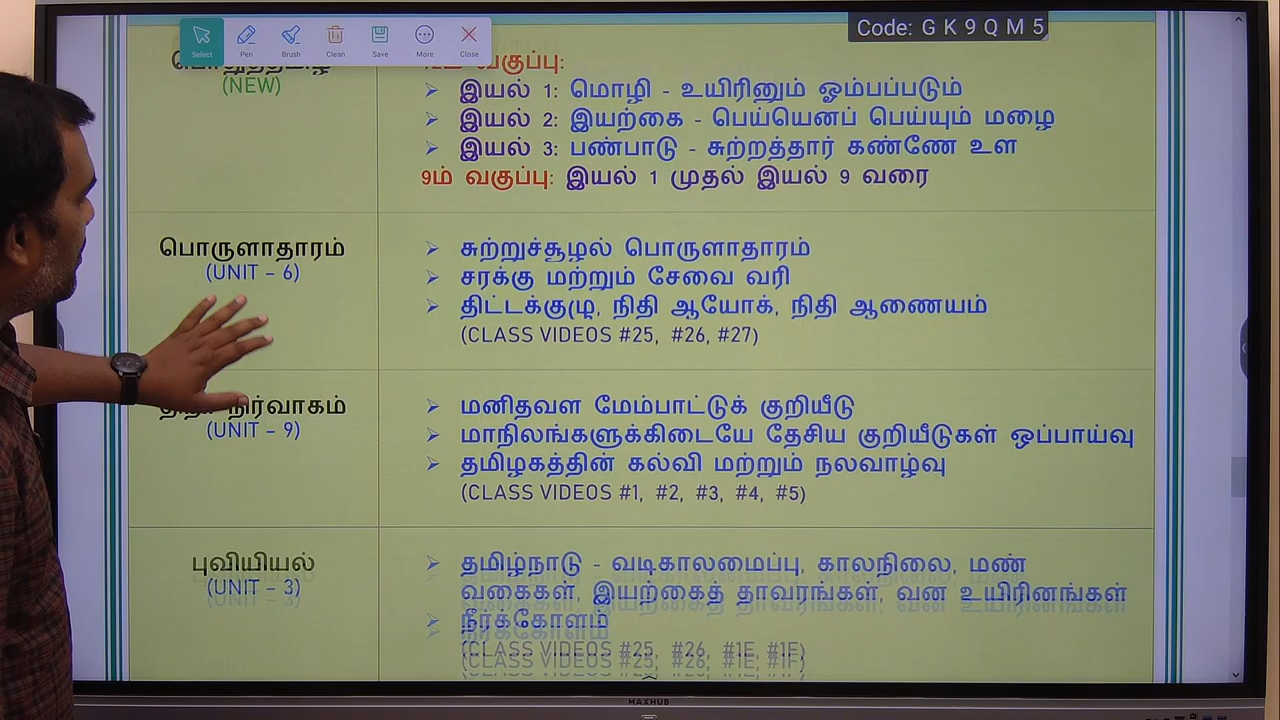 Code: G K 9 Q M 5
Select Pen Brush Clean Save More Close
பொதுத்தமிழ்
(NEW)
வகுப்பு:
➢ இயல் 1: மொழி - உயிரினும் ஓம்பப்படும்
➢ இயல் 2: இயற்கை - பெய்யெனப் பெய்யும் மழை
➢ இயல் 3: பண்பாடு - சுற்றத்தார் கண்ணே உள
9ம் வகுப்பு: இயல் 1 முதல் இயல் 9 வரை
பொருளாதாரம்
(UNIT – 6)
➢ சுற்றுச்சூழல் பொருளாதாரம்
➢ சரக்கு மற்றும் சேவை வரி
➢ திட்டக்குழு, நிதி ஆயோக், நிதி ஆணையம்
(CLASS VIDEOS #25, #26, #27)
நிர்வாகம்
(UNIT – 9)
➢ மனிதவள மேம்பாட்டுக் குறியீடு
➢ மாநிலங்களுக்கிடையே தேசிய குறியீடுகள் ஒப்பாய்வு
➢ தமிழகத்தின் கல்வி மற்றும் நலவாழ்வு
(CLASS VIDEOS #1, #2, #3, #4, #5)
புவியியல்
(UNIT – 3)
➢ தமிழ்நாடு - வடிகாலமைப்பு, காலநிலை, மண்
வகைகள், இயற்கைத் தாவரங்கள், வன உயிரினங்கள்
➢ நீர்க்கோளம்
(CLASS VIDEOS #25, #26, #1E, #1F)
MAXHUB